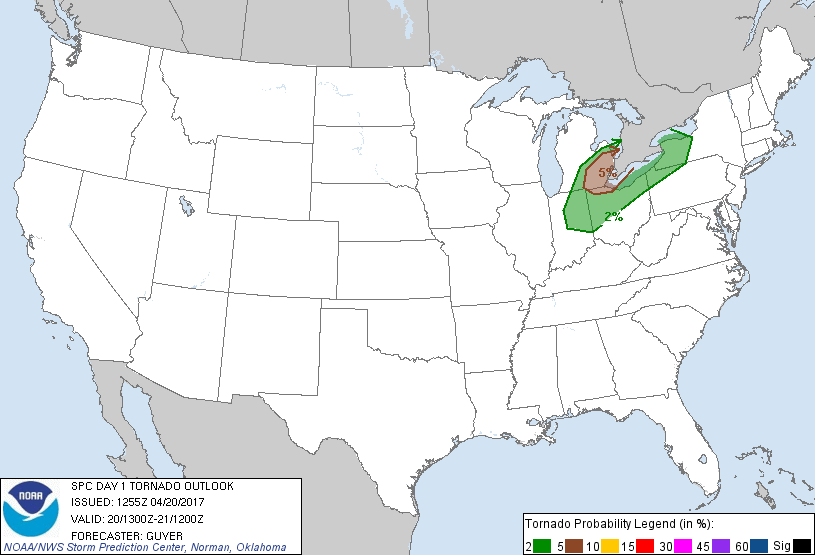 5%
2%
NOAA
SPC DAY 1 TORNADO OUTLOOK
ISSUED: 1255Z 04/20/2017
VALID: 20/1300Z-21/1200Z
FORECASTER: GUYER
NOAA/NWS Storm Prediction Center, Norman, Oklahoma
Tornado Probability Legend (in %):
2 5 10 15 30 45 60 Sig